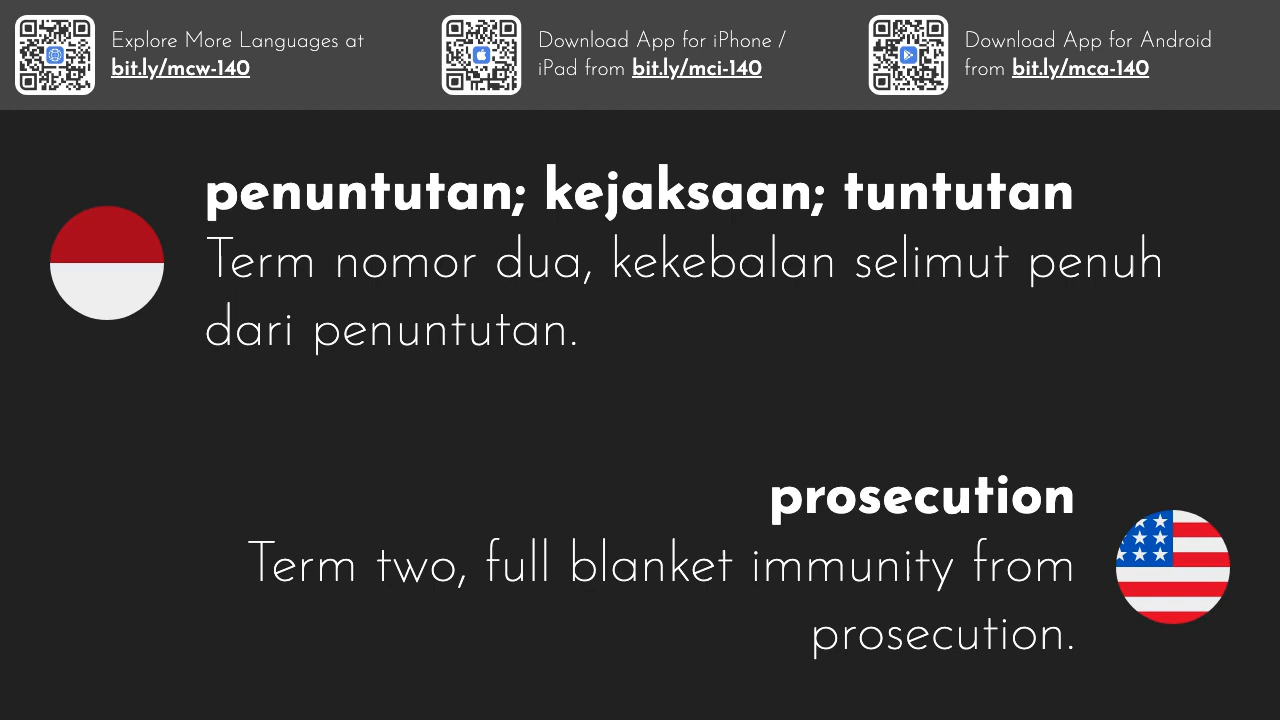 Explore More Languages at
bit.ly/mcw-140
Download App for iPhone /
iPad from bit.ly/mci-140
Download App for Android
from bit.ly/mca-140
penuntutan; kejaksaan; tuntutan
Term nomor dua, kekebalan selimut penuh
dari penuntutan.
prosecution
Term two, full blanket immunity from
prosecution.